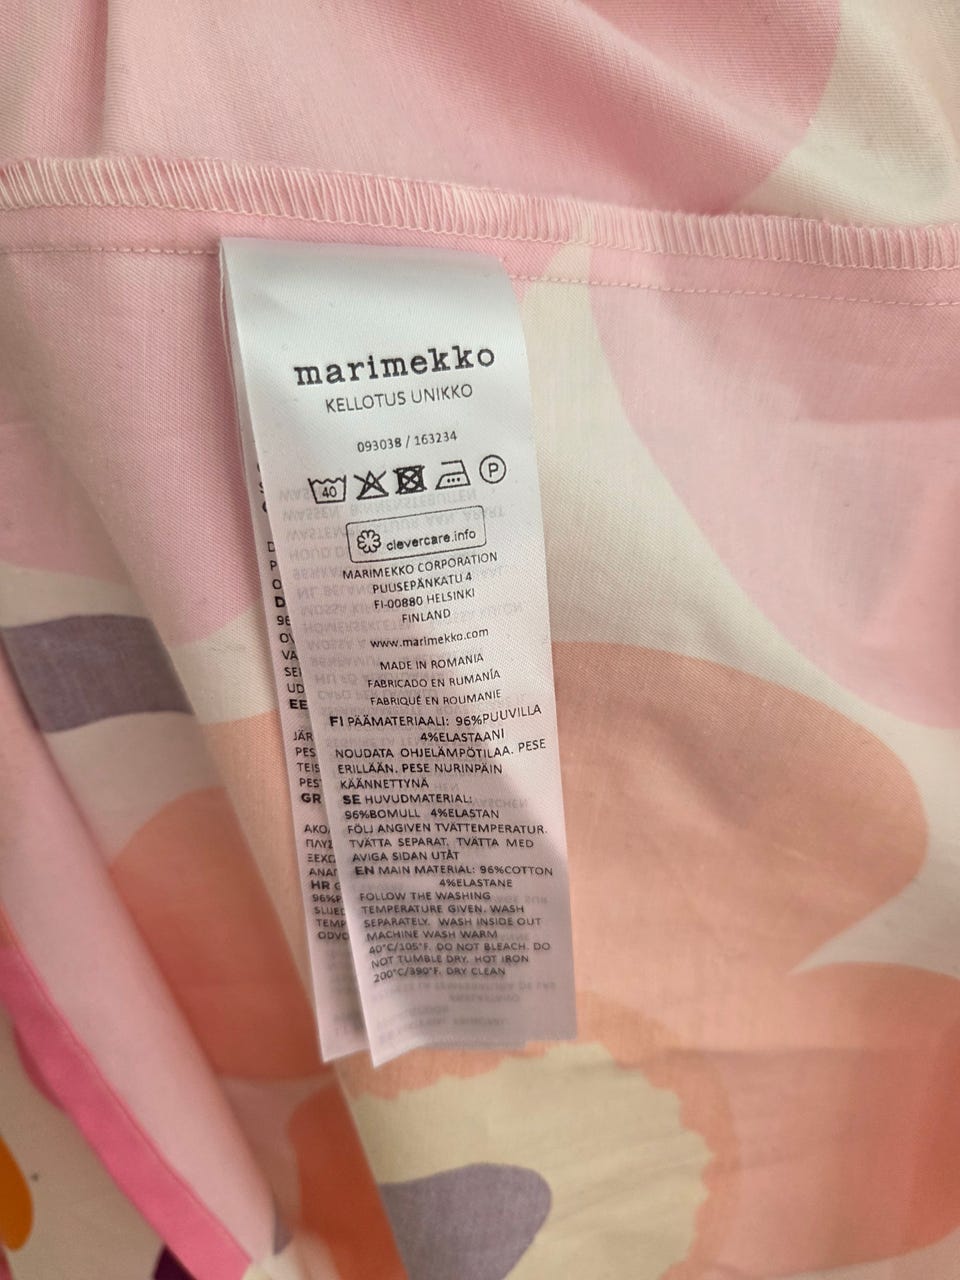 marimekko
KELLOTUS UNIKKO
093038 / 163234
40
P
clevercare.info
MARIMEKKO CORPORATION
PUUSEPÄNKATU 4
FI-00880 HELSINKI
FINLAND
www.marimekko.com
MADE IN ROMANIA
FABRICADO EN RUMANÍA
FABRIQUÉ EN ROUMANIE
FI PÄÄMATERIAALI: 96%PUUVILLA
4%ELASTAANI
NOUDATA OHJELÄMPÖTILAA. PESE
ERILLÄÄN. PESE NURINPÄIN
KÄÄNNETTYNÄ
SE HUVUDMATERIAL:
96%BOMULL 4%ELASTAN
FÖLJ ANGIVEN TVÄTTEMPERATUR.
TVÄTTA SEPARAT. TVÄTTA MED
AVIGA SIDAN UTÅT
EN MAIN MATERIAL: 96%COTTON
4%ELASTANE
FOLLOW THE WASHING
TEMPERATURE GIVEN. WASH
SEPARATELY. WASH INSIDE OUT
MACHINE WASH WARM
40°C/105°F. DO NOT BLEACH. DO
NOT TUMBLE DRY. HOT IRON
200°C/390°F. DRY CLEAN
EE
GR
HR